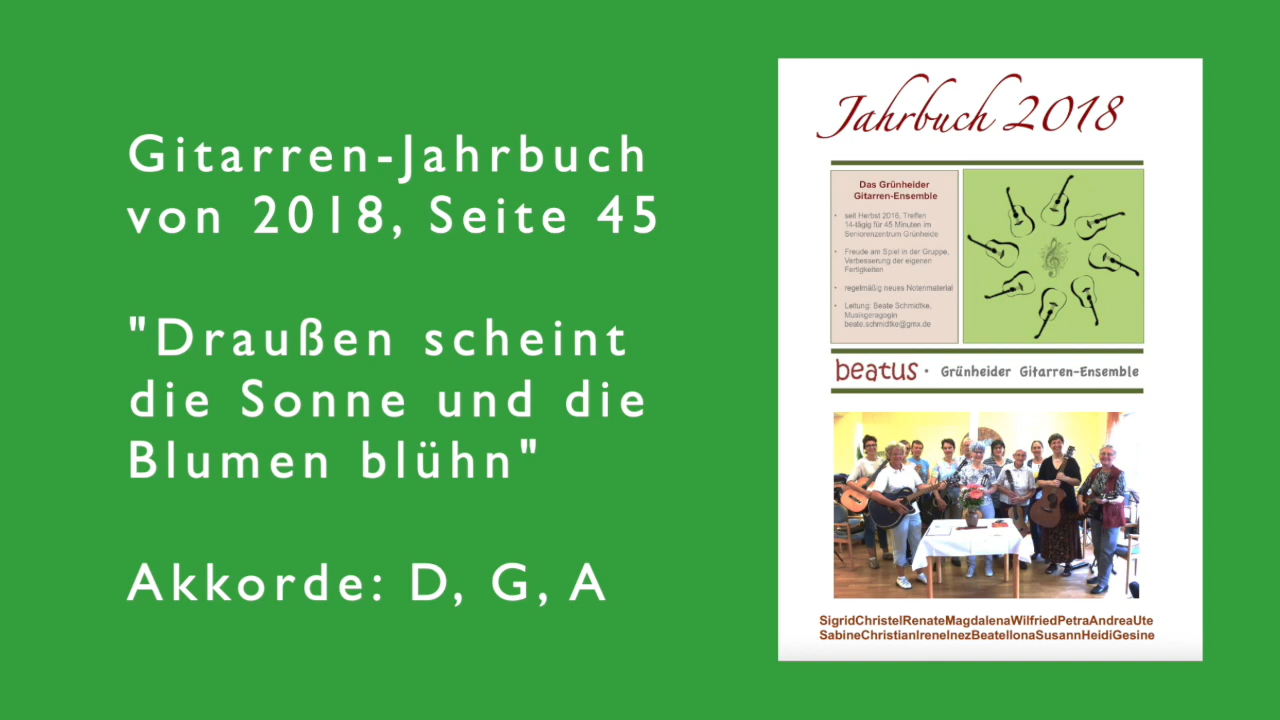 Gitarren-Jahrbuch
von 2018, Seite 45
"Draußen scheint
die Sonne und die
Blumen blühn"
Akkorde: D, G, A
Jahrbuch 2018
Das Grünheider
Gitarren-Ensemble
• seit Herbst 2016, Treffen
14-tägig für 45 Minuten im
Seniorenzentrum Grünheide
• Freude am Spiel in der Gruppe,
Verbesserung der eigenen
Fertigkeiten
• regelmäßig neues Notenmaterial
• Leitung: Beate Schmidtke,
Musikgeragogin
beate.schmidtke@gmx.de
beatus • Grünheider Gitarren-Ensemble
SigridChristelRenateMagdalenaWilfriedPetraAndreaUte
SabineChristianIreneInezBeateIlonaSusannHeidiGesine